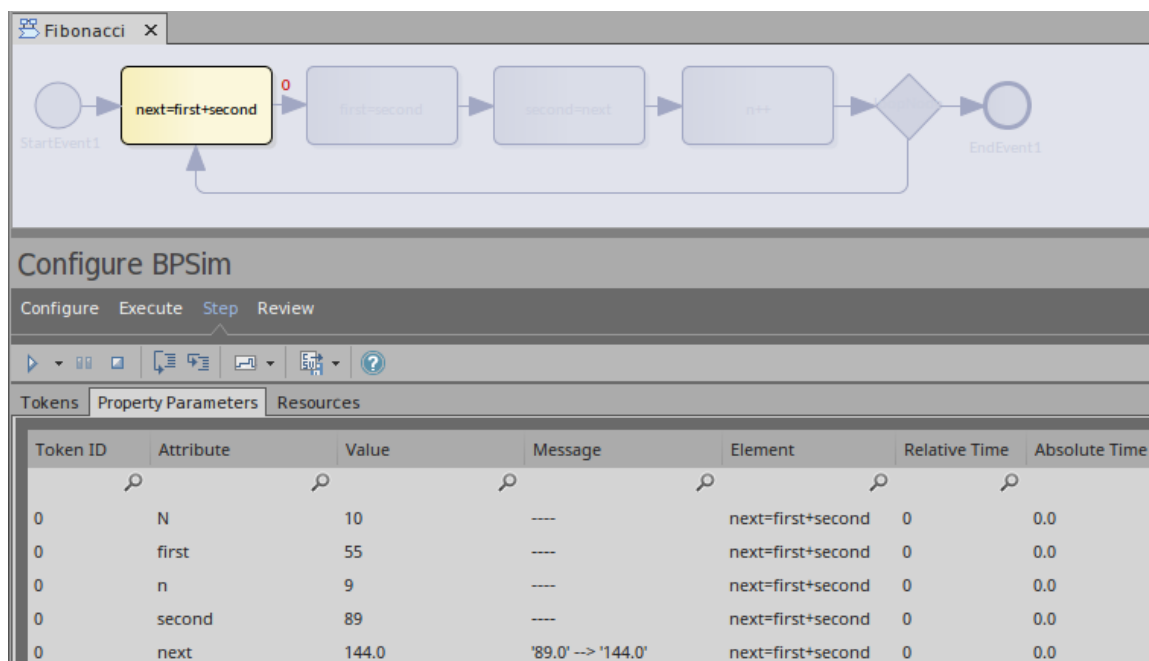 Fibonacci
0
next=first+second
first=second
second=next
n++
StartEvent1
EndEvent1
Configure BPSim
Configure Execute Step Review
Tokens Property Parameters Resources
Token ID Attribute Value Message Element Relative Time Absolute Time
0 N 10 ---- next=first+second 0 0.0
0 first 55 ---- next=first+second 0 0.0
0 n 9 ---- next=first+second 0 0.0
0 second 89 ---- next=first+second 0 0.0
0 next 144.0 '89.0' --> '144.0' next=first+second 0 0.0